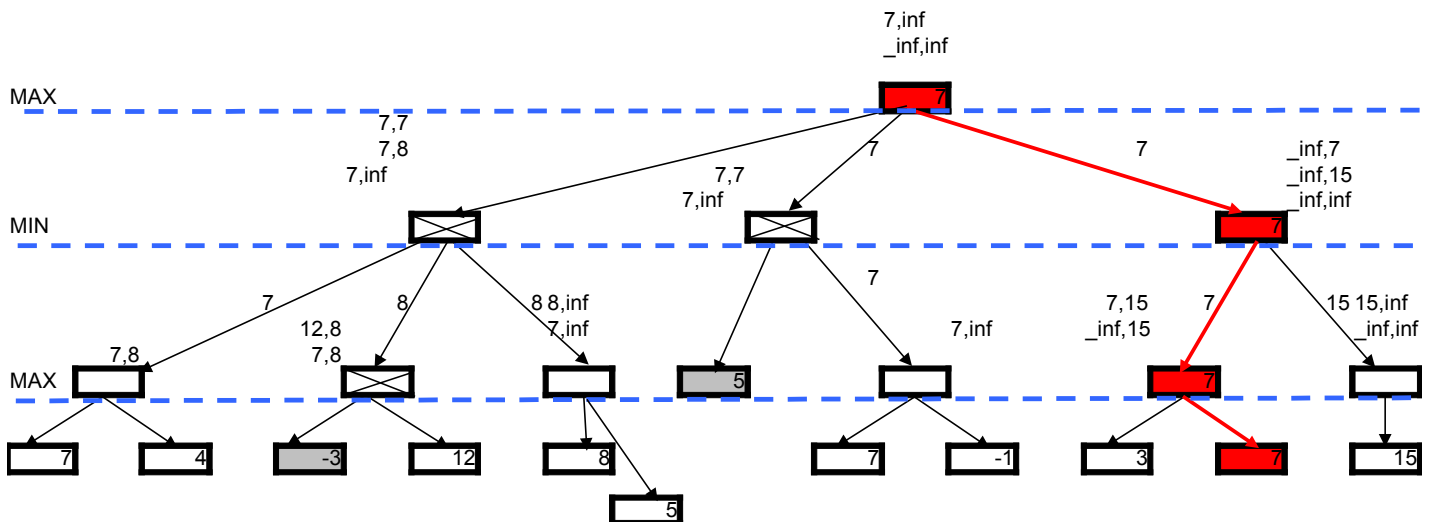 7,inf
_inf,inf
MAX 7
7,7
7,8 7 7 _inf,7
7,inf 7,7 _inf,15
7,inf _inf,inf
MIN 7
7
7 8 8 8,inf 7,15 7 15 15,inf
12,8 7,inf 7,inf _inf,15 _inf,inf
7,8 7,8
MAX 5 7
7 4 -3 12 8 7 -1 3 7 15
5